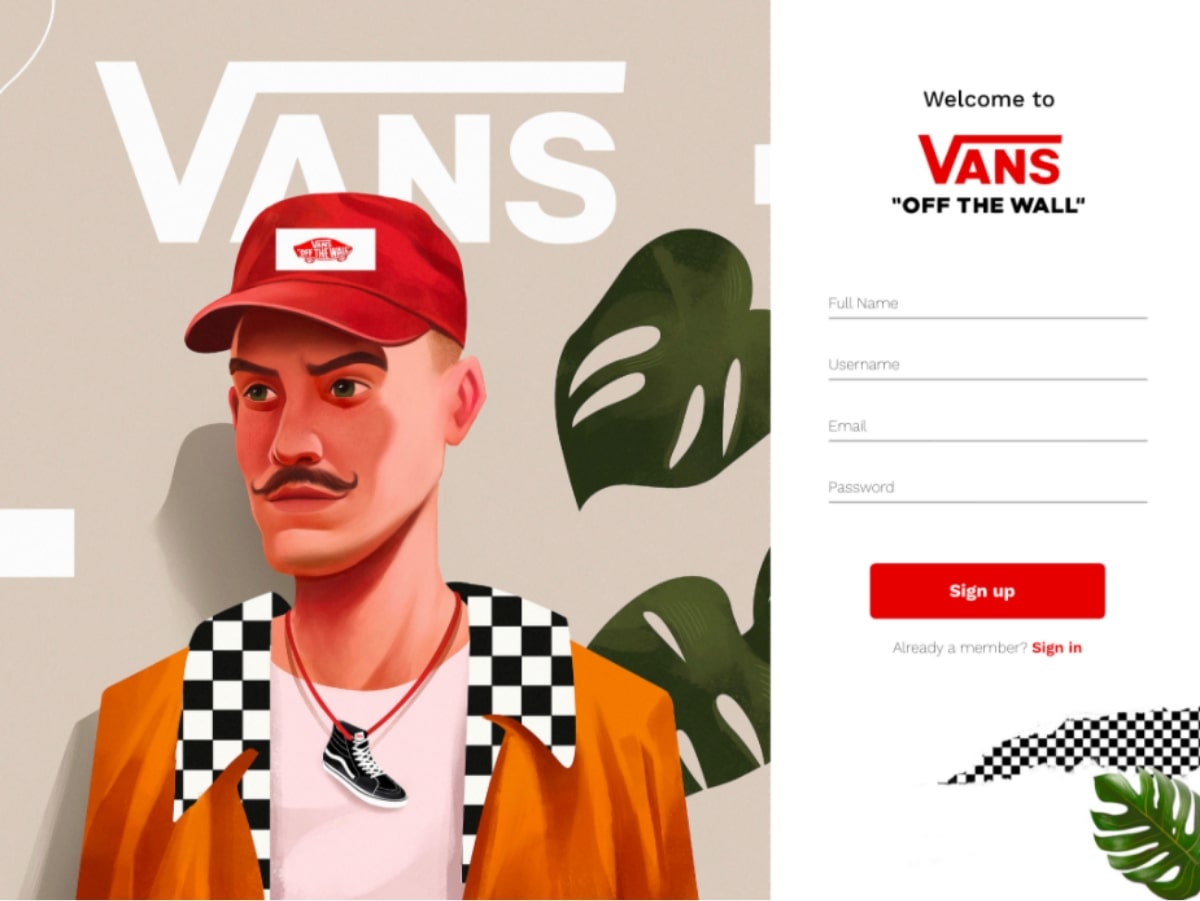 VANS
VANS
"OFF THE WALL"
Welcome to
VANS
"OFF THE WALL"
Full Name
Username
Email
Password
Sign up
Already a member? Sign in